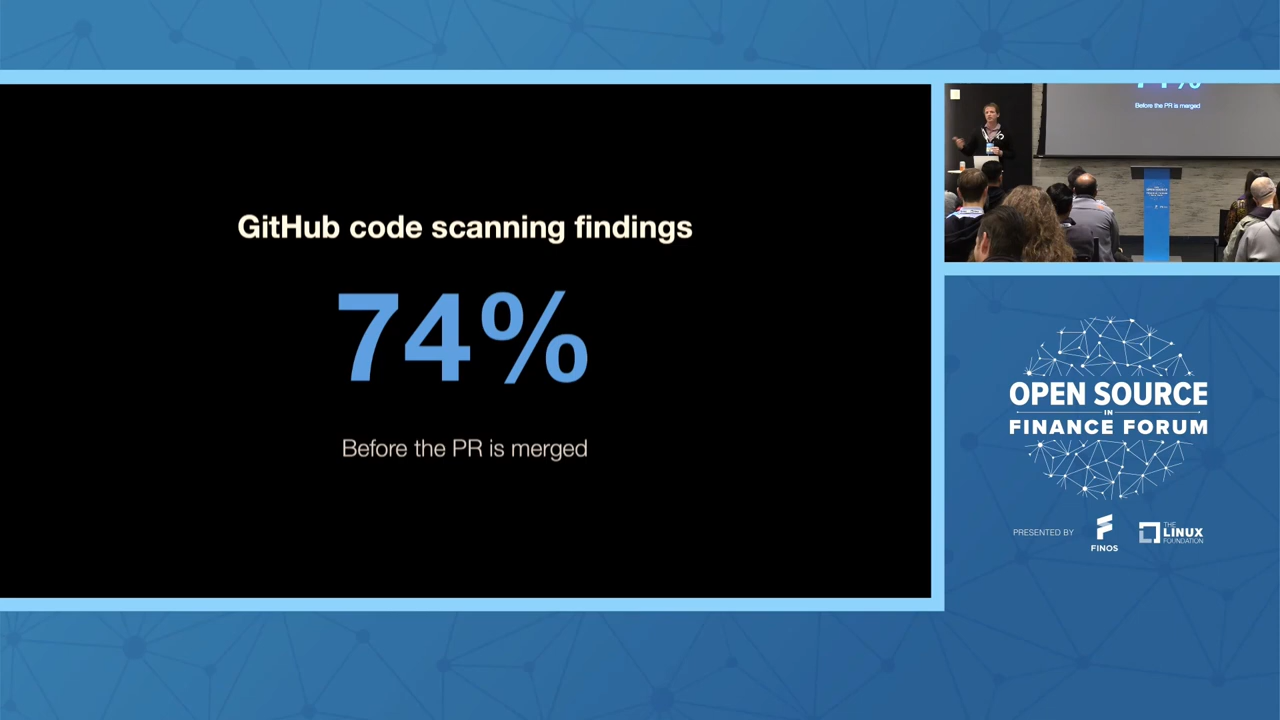 GitHub code scanning findings
74%
Before the PR is merged
74%
Before the PR is merged
OPEN SOURCE
IN
FINANCE FORUM
PRESENTED BY
FINOS
THE
LINUX
FOUNDATION